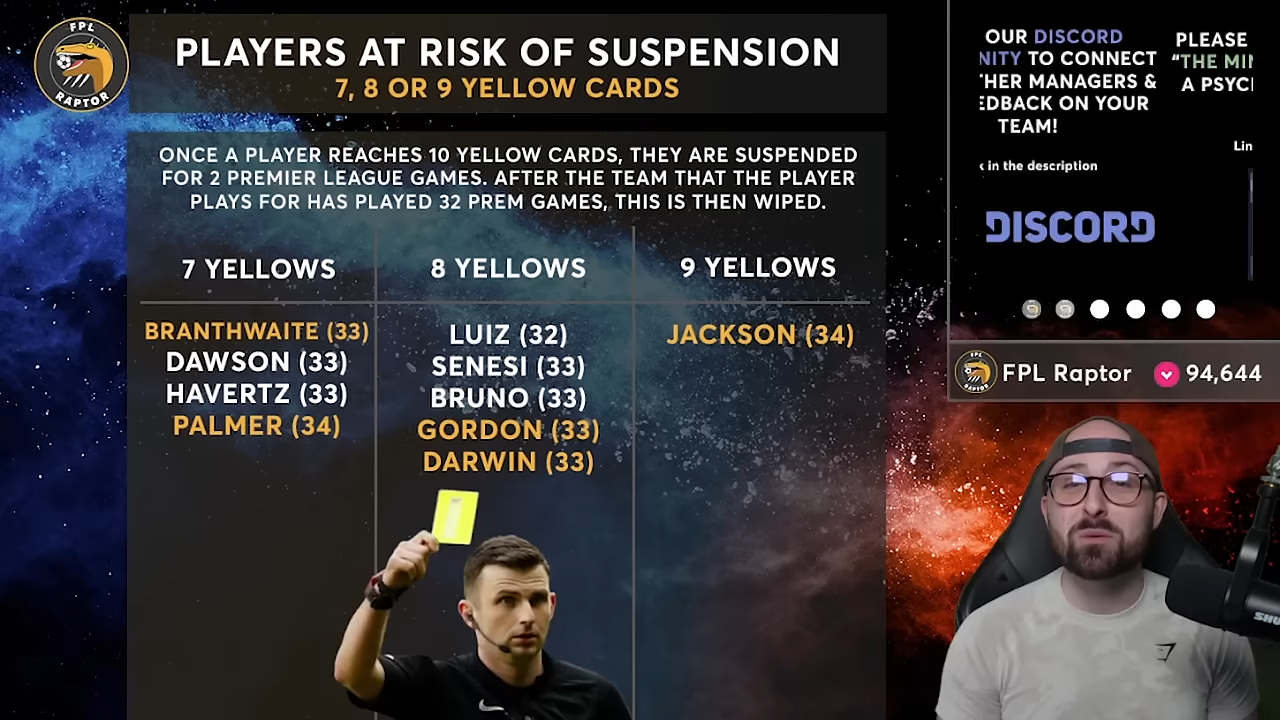 FPL
RAPTOR
PLAYERS AT RISK OF SUSPENSION
7, 8 OR 9 YELLOW CARDS
ONCE A PLAYER REACHES 10 YELLOW CARDS, THEY ARE SUSPENDED
FOR 2 PREMIER LEAGUE GAMES. AFTER THE TEAM THAT THE PLAYER
PLAYS FOR HAS PLAYED 32 PREM GAMES, THIS IS THEN WIPED.
7 YELLOWS
BRANTHWAITE (33)
DAWSON (33)
HAVERTZ (33)
PALMER (34)
8 YELLOWS
LUIZ (32)
SENESI (33)
BRUNO (33)
GORDON (33)
DARWIN (33)
9 YELLOWS
JACKSON (34)
OUR DISCORD
NITY TO CONNECT
HER MANAGERS &
EDBACK ON YOUR
TEAM!
k in the description
DISCORD
PLEASE
"THE MIN
A PSYC
Lin
FPL Raptor 94,644
SHU